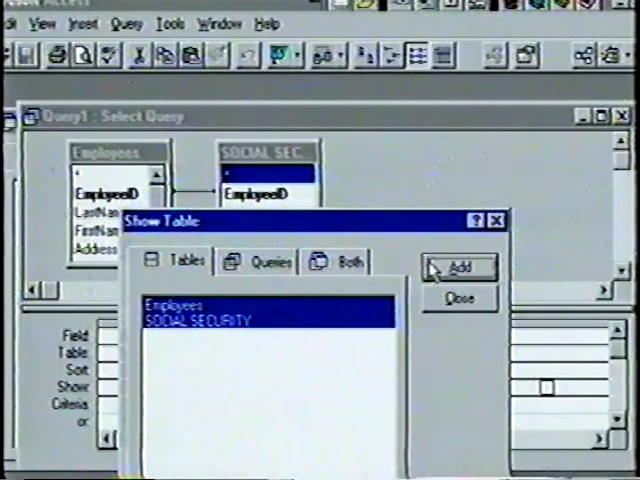 Access
View Insert Query Tools Window Help
Query1 : Select Query
Employees
SOCIAL SEC...
*
*
EmployeeID
EmployeeID
LastNam
FirstNam
Address
Show Table
Tables
Queries
Both
Add
Close
Employees
SOCIAL SECURITY
Field:
Table:
Sort:
Show:
Criteria:
or: